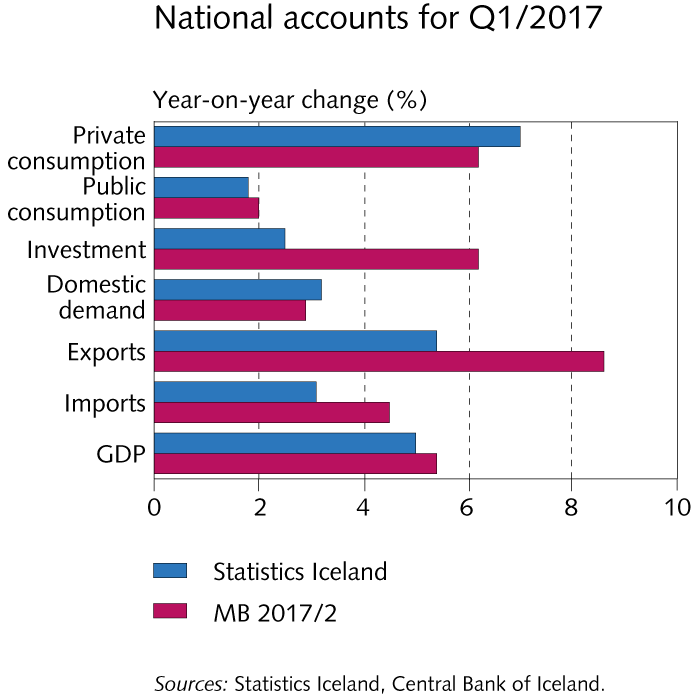 National accounts for Q1/2017
Year-on-year change (%)
Private
consumption
Public
consumption
Investment
Domestic
demand
Exports
Imports
GDP
0 2 4 6 8 10
Statistics Iceland
MB 2017/2
Sources: Statistics Iceland, Central Bank of Iceland.